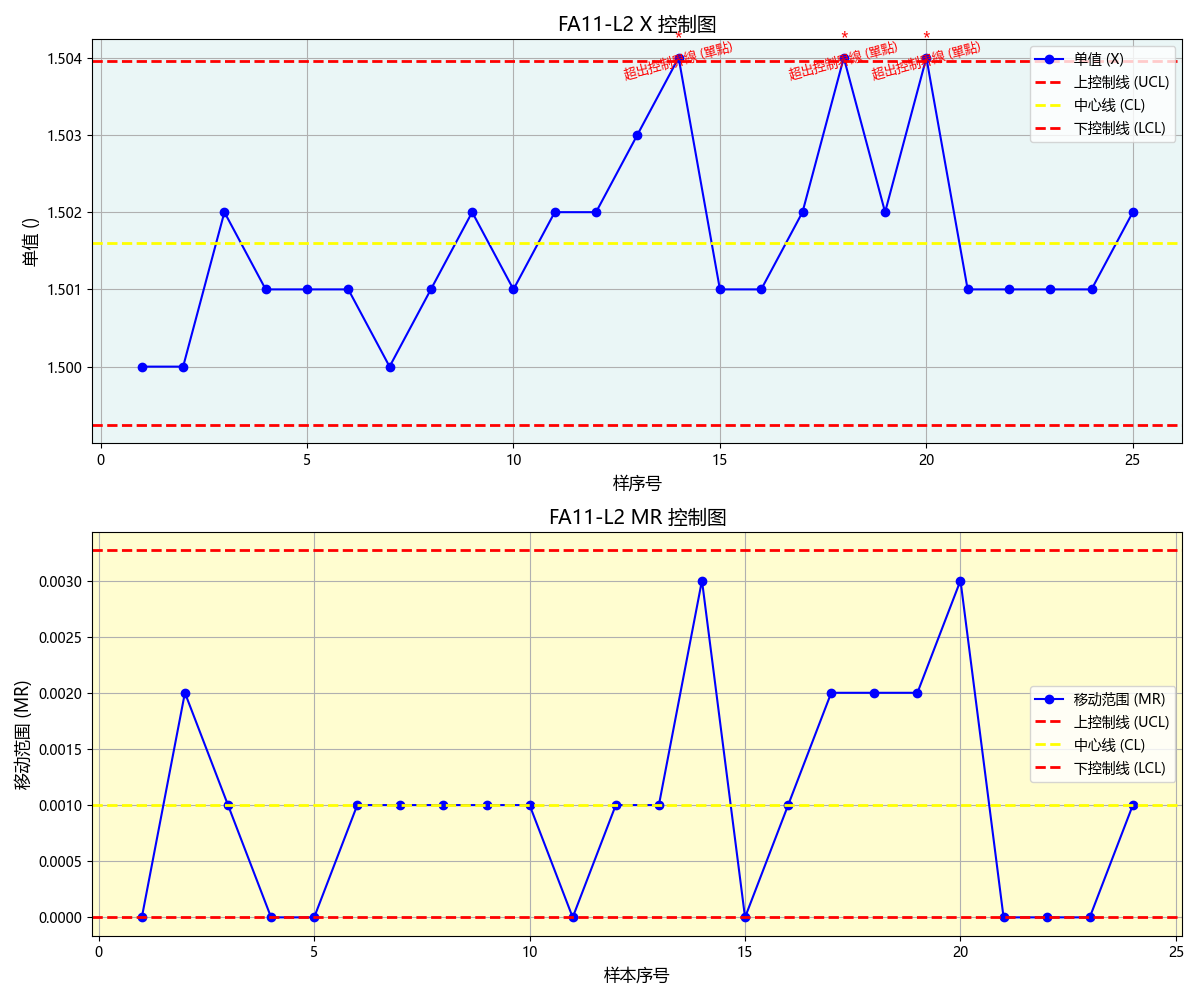 FA11-L2 X 控制图
*
*
*
超出控制界線 (單點)
超出控制界線 (單點)
超出控制界線 (單點)
单值 (X)
上控制线 (UCL)
中心线 (CL)
下控制线 (LCL)
单值 ()
1.504
1.503
1.502
1.501
1.500
0
5
10
15
20
25
样序号
FA11-L2 MR 控制图
移动范围 (MR)
0.0030
0.0025
0.0020
0.0015
0.0010
0.0005
0.0000
移动范围 (MR)
上控制线 (UCL)
中心线 (CL)
下控制线 (LCL)
0
5
10
15
20
25
样本序号